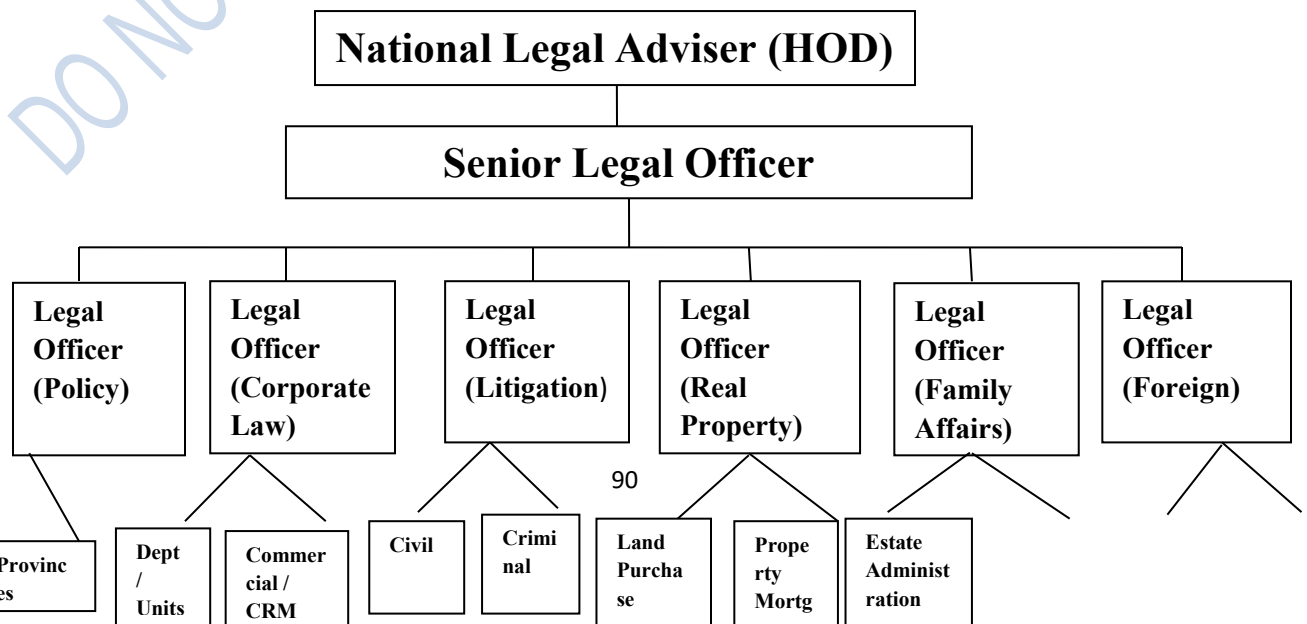 DO NO
National Legal Adviser (HOD)
Senior Legal Officer
Legal
Officer
(Policy)
Legal
Officer
(Corporate
Law)
Legal
Officer
(Litigation)
Legal
Officer
(Real
Property)
Legal
Officer
(Family
Affairs)
Legal
Officer
(Foreign)
90
Provinc
es
Dept
/
Units
Commer
cial /
CRM
Civil
Crimi
nal
Land
Purcha
se
Prope
rty
Mortg
Estate
Administ
ration